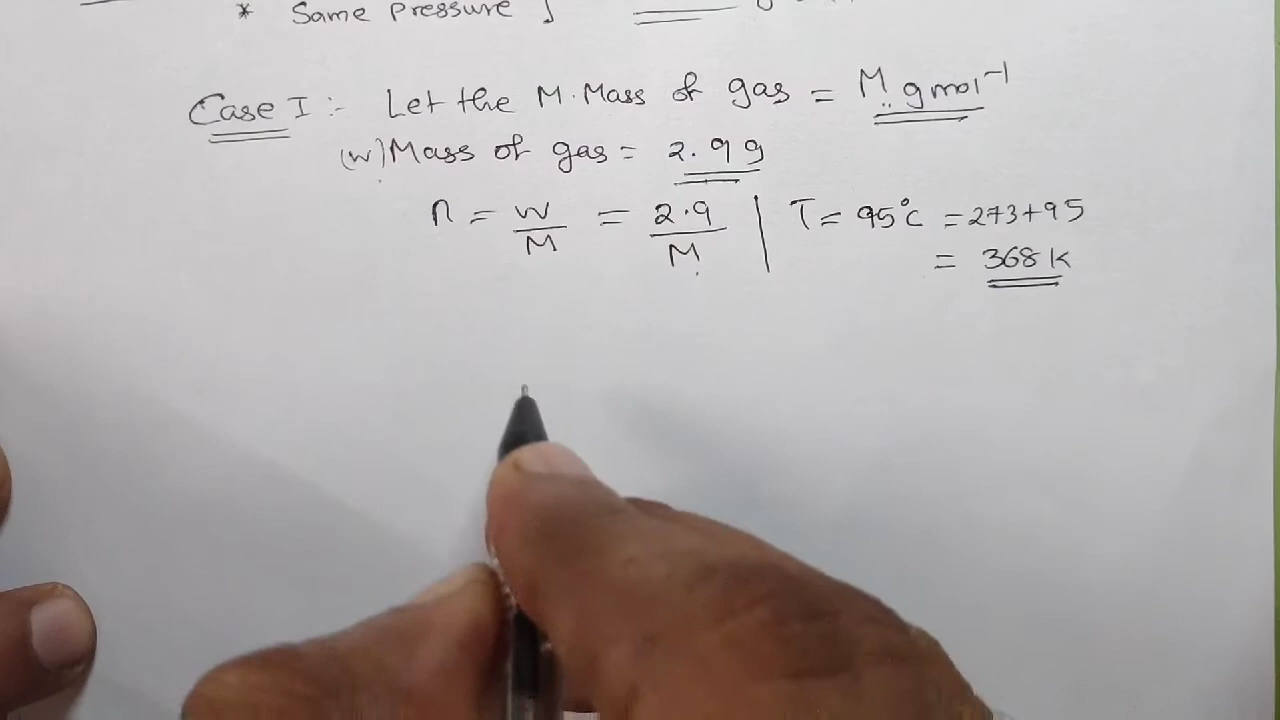 * Same Pressure ]
Case I :- Let the M. Mass of gas = M g mol⁻¹
(W) Mass of gas = 2.9 g
n = W/M = 2.9/M | T = 95°C = 273+95
= 368 K